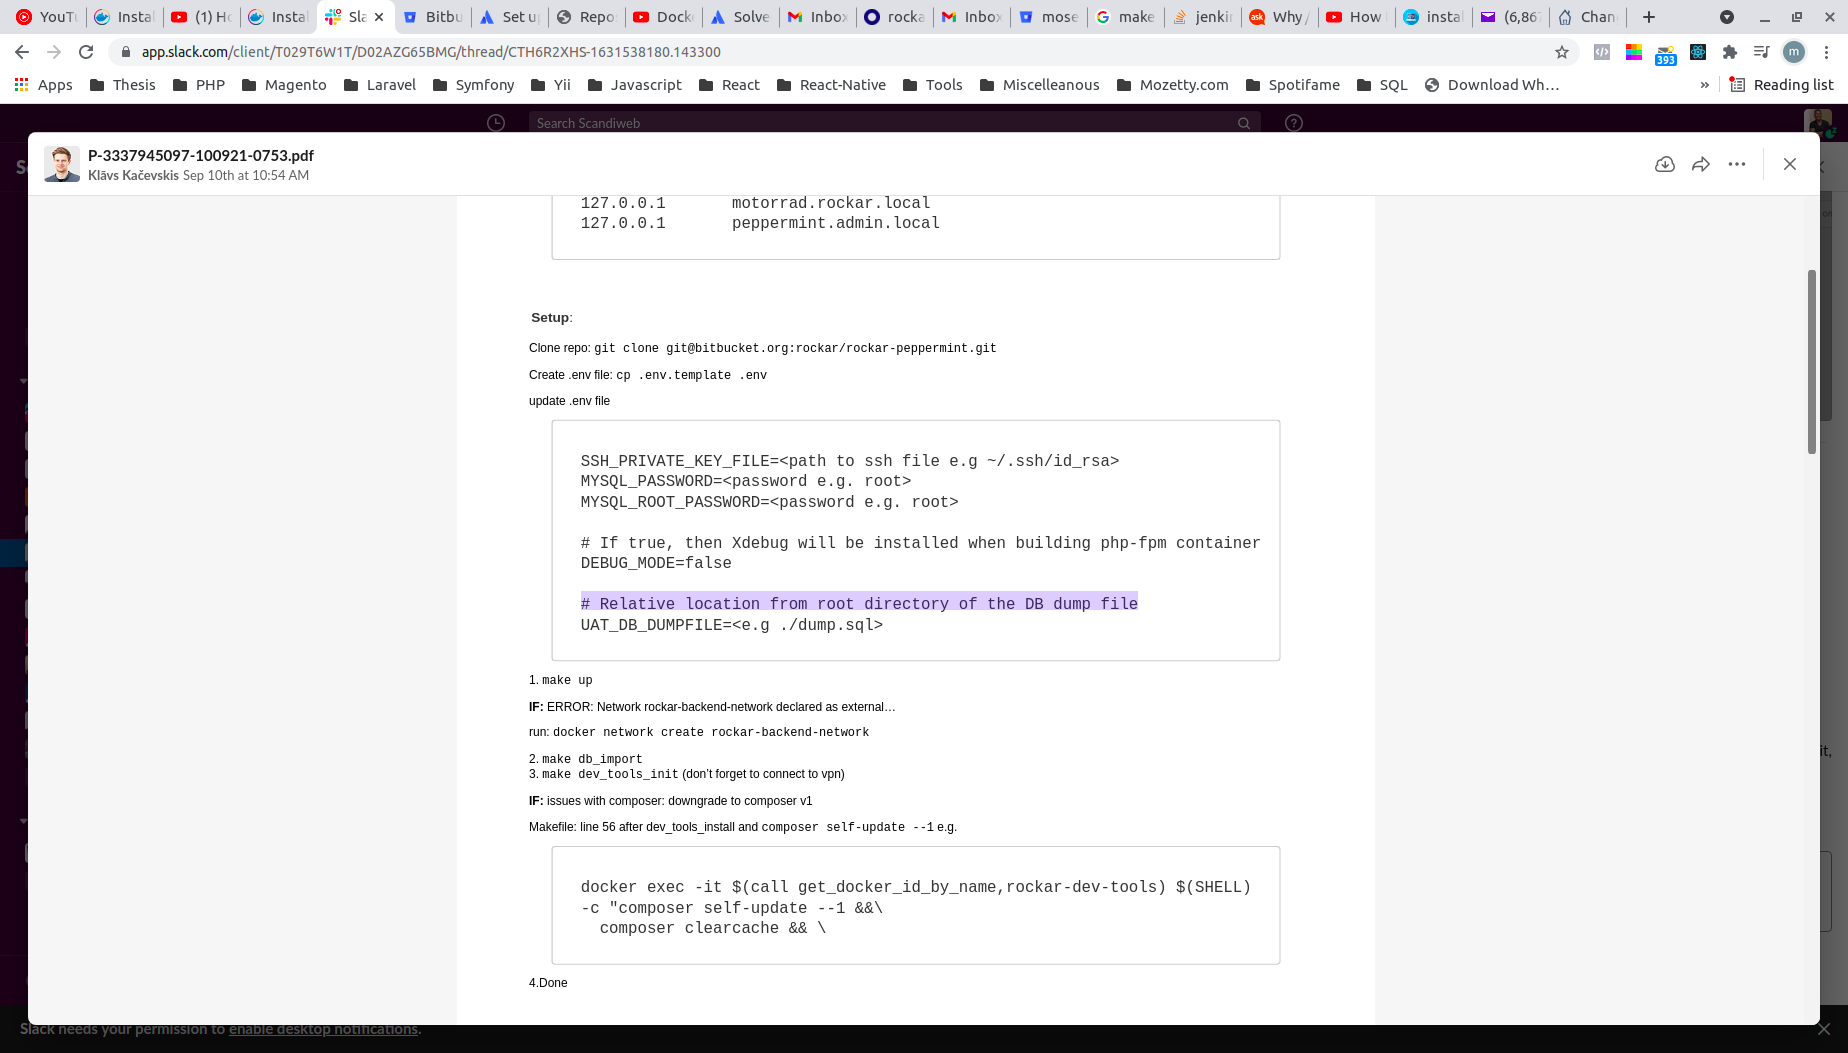 YouTu
Instal
(1) Ho
Instal
Sla
Bitbu
Set up
Repo
Docke
Solve
Inbox
rocka
Inbox
mose
make
jenki
Why
How
instal
(6,86
Chan
app.slack.com/client/T029T6W1T/D02AZG65BMG/thread/CTH6R2XHS-1631538180.143300
393
m
Apps
Thesis
PHP
Magento
Laravel
Symfony
Yii
Javascript
React
React-Native
Tools
Miscelleanous
Mozetty.com
Spotifame
SQL
Download Wh...
»
Reading list
Search Scandiweb
P-3337945097-100921-0753.pdf
Klāvs Kačevskis Sep 10th at 10:54 AM
127.0.0.1 motorrad.rockar.local
127.0.0.1 peppermint.admin.local
Setup:
Clone repo: git clone git@bitbucket.org:rockar/rockar-peppermint.git
Create .env file: cp .env.template .env
update .env file
SSH_PRIVATE_KEY_FILE=<path to ssh file e.g ~/.ssh/id_rsa>
MYSQL_PASSWORD=<password e.g. root>
MYSQL_ROOT_PASSWORD=<password e.g. root>
# If true, then Xdebug will be installed when building php-fpm container
DEBUG_MODE=false
# Relative location from root directory of the DB dump file
UAT_DB_DUMPFILE=<e.g ./dump.sql>
1. make up
IF: ERROR: Network rockar-backend-network declared as external…
run: docker network create rockar-backend-network
2. make db_import
3. make dev_tools_init (don't forget to connect to vpn)
IF: issues with composer: downgrade to composer v1
Makefile: line 56 after dev_tools_install and composer self-update --1 e.g.
docker exec -it $(call get_docker_id_by_name,rockar-dev-tools) $(SHELL)
-c "composer self-update --1 &&\
composer clearcache && \
4.Done
it,
Slack needs your permission to enable desktop notifications.